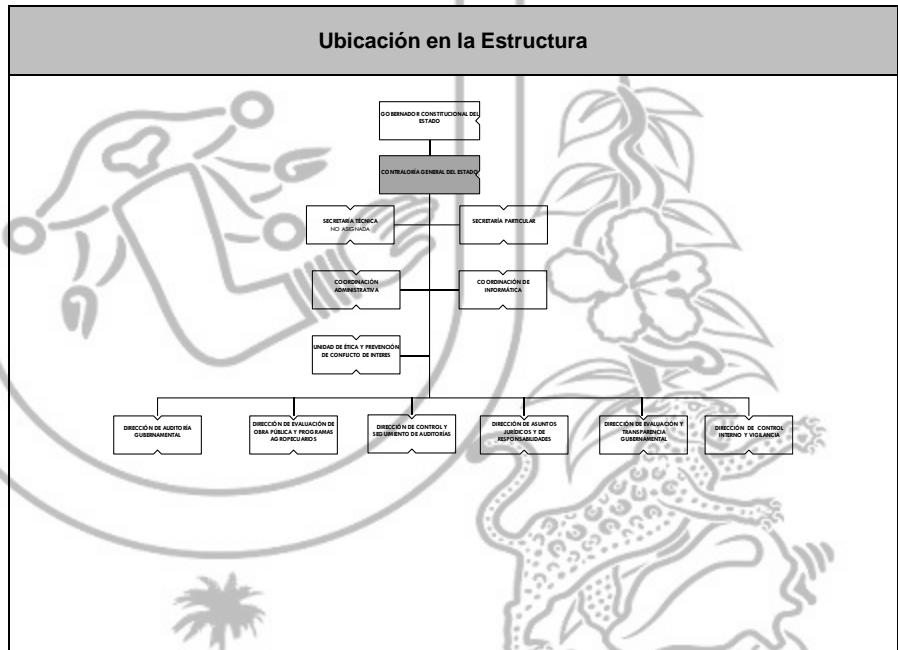 Ubicación en la Estructura
GOBERNADOR CONSTITUCIONAL DEL
ESTADO
CONTRALORÍA GENERAL DEL ESTADO
SECRETARÍA TÉCNICA
NO ASIGNADA
SECRETARÍA PARTICULAR
COORDINACIÓN
ADMINISTRATIVA
COORDINACIÓN DE
INFORMÁTICA
UNIDAD DE ÉTICA Y PREVENCIÓN
DE CONFLICTO DE INTERES
DIRECCIÓN DE AUDITORÍA
GUBERNAMENTAL
DIRECCIÓN DE EVALUACIÓN DE
OBRA PÚBLICA Y PROGRAMAS
AGROPECUARIOS
DIRECCIÓN DE CONTROL Y
SEGUIMIENTO DE AUDITORÍAS
DIRECCIÓN DE ASUNTOS
JURÍDICOS Y DE
RESPONSABILIDADES
DIRECCIÓN DE EVALUACIÓN Y
TRANSPARENCIA
GUBERNAMENTAL
DIRECCIÓN DE CONTROL
INTERNO Y VIGILANCIA